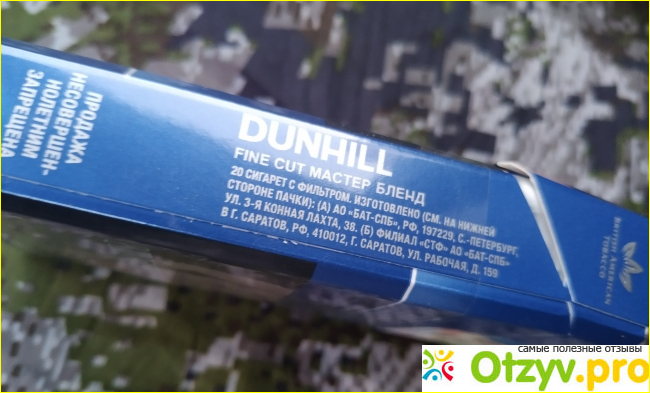 ПРОДАЖА
НЕСОВЕРШЕН-
НОЛЕТНИМ
ЗАПРЕЩЕНА
DUNHILL
FINE CUT МАСТЕР БЛЕНД
20 СИГАРЕТ С ФИЛЬТРОМ. ИЗГОТОВЛЕНО (СМ. НА НИЖНЕЙ
СТОРОНЕ ПАЧКИ): (А) АО «БАТ-СПБ», РФ, 197229, С.-ПЕТЕРБУРГ,
УЛ. 3-Я КОННАЯ ЛАХТА, 38. (Б) ФИЛИАЛ «СТФ» АО «БАТ-СПБ»
В Г. САРАТОВ, РФ, 410012, Г. САРАТОВ, УЛ. РАБОЧАЯ, Д. 159
BRITISH AMERICAN
TOBACCO
самые полезные отзывы
Otzyv.pro